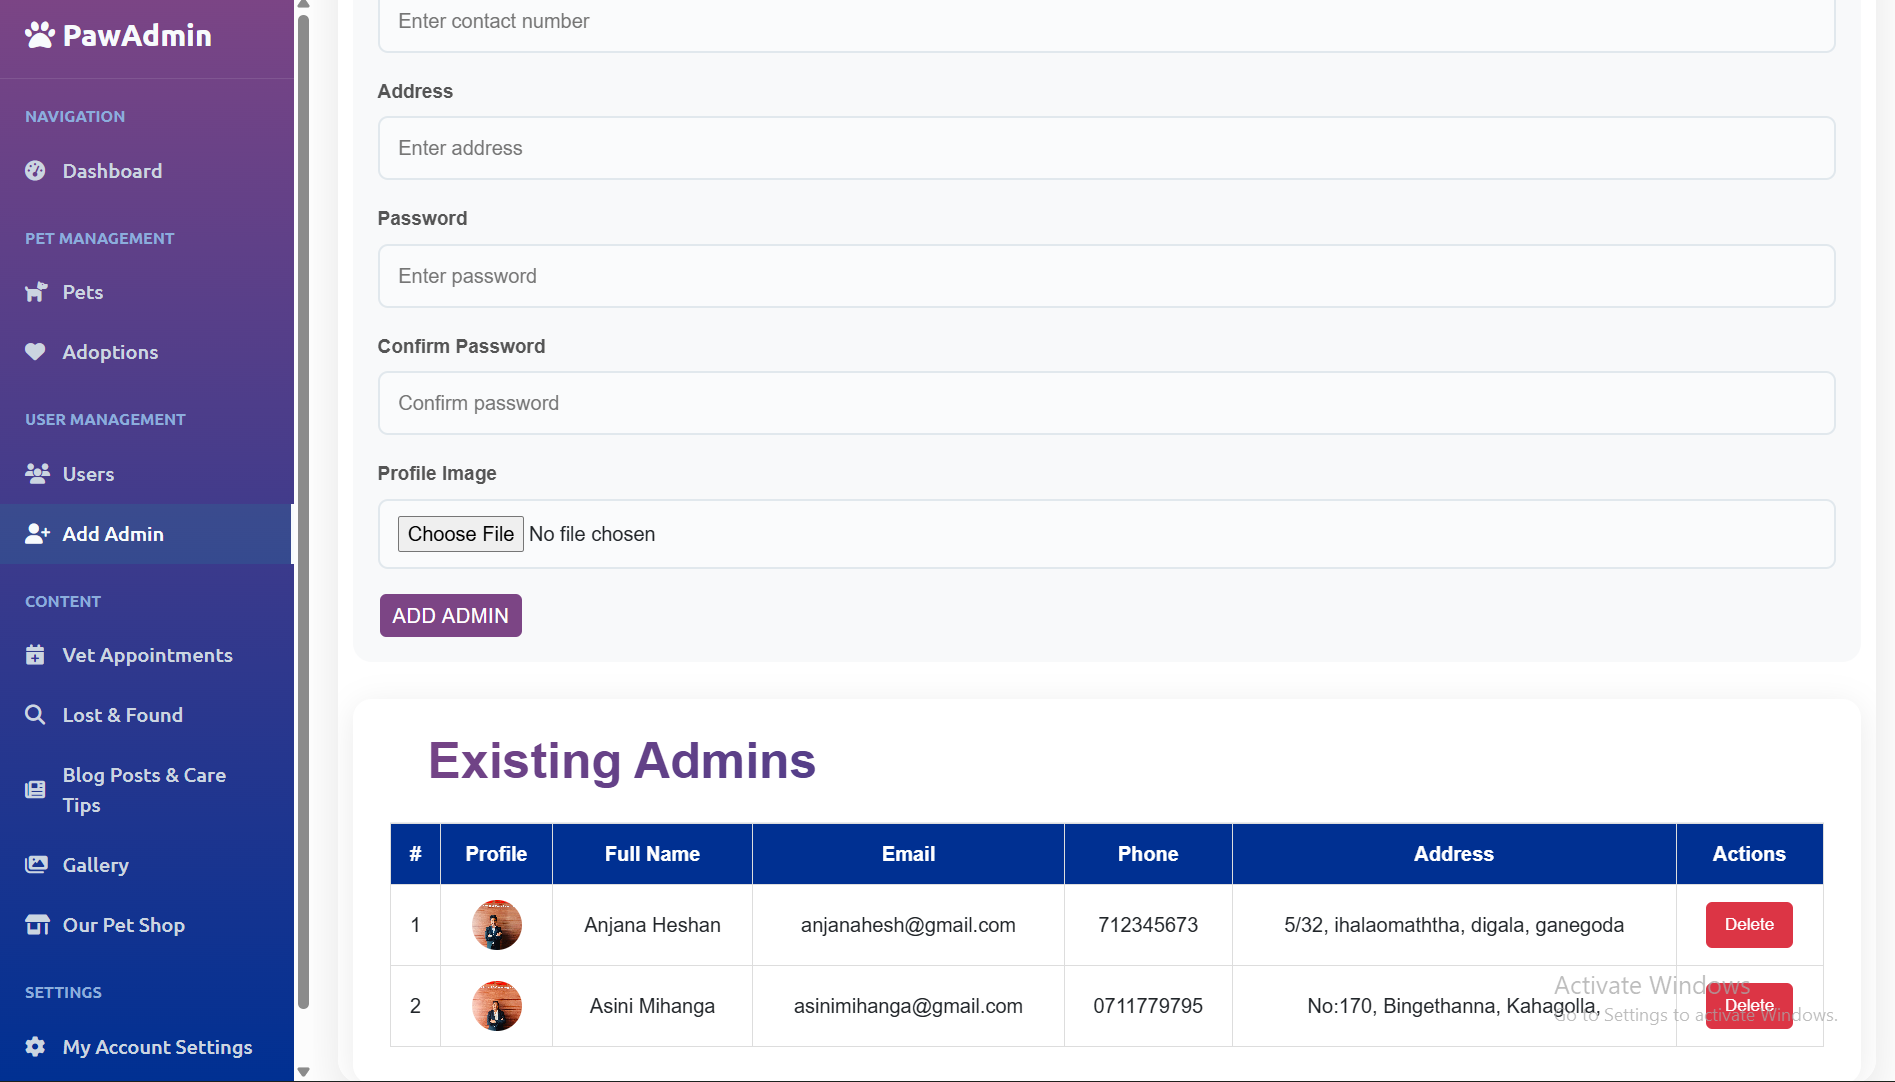 PawAdmin
NAVIGATION
Dashboard
PET MANAGEMENT
Pets
Adoptions
USER MANAGEMENT
Users
Add Admin
CONTENT
Vet Appointments
Lost & Found
Blog Posts & Care
Tips
Gallery
Our Pet Shop
SETTINGS
My Account Settings
Enter contact number
Address
Enter address
Password
Enter password
Confirm Password
Confirm password
Profile Image
Choose File No file chosen
ADD ADMIN
Existing Admins
# Profile Full Name Email Phone Address Actions
1 Anjana Heshan anjanahesh@gmail.com 712345673 5/32, ihalaomaththa, digala, ganegoda Delete
2 Asini Mihanga asinimihanga@gmail.com 0711779795 No:170, Bingethanna, Kahagolla, Delete
Activate Windows
Go to Settings to activate Windows.